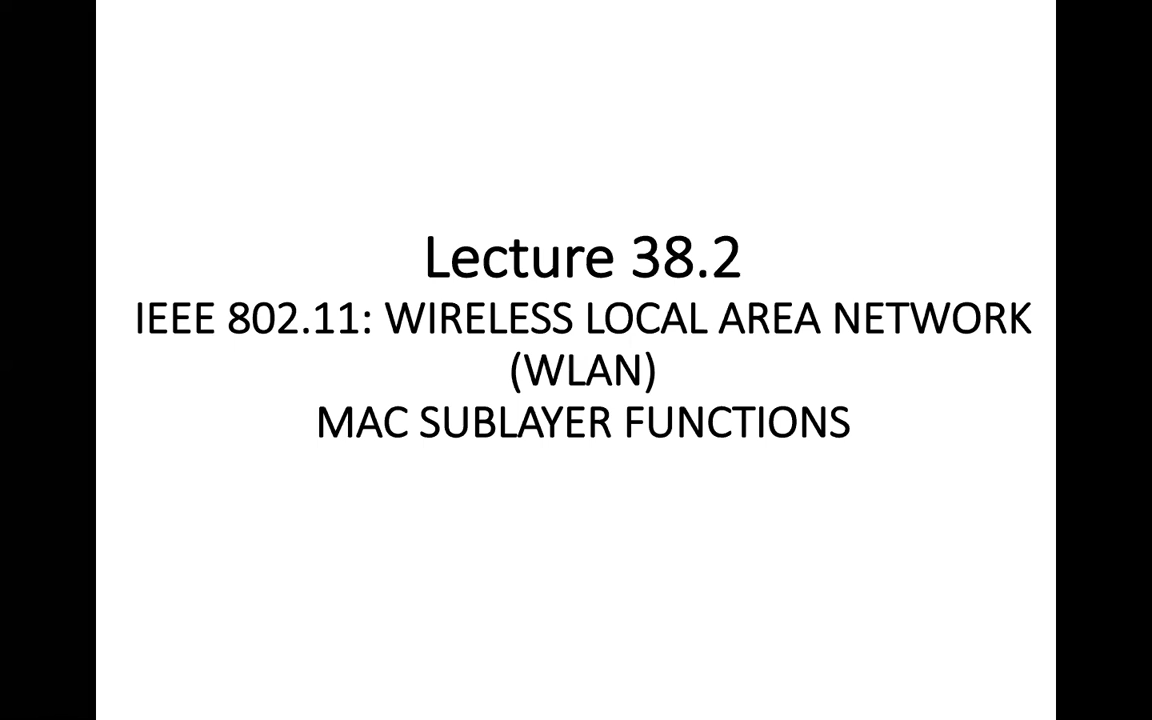 Lecture 38.2
IEEE 802.11: WIRELESS LOCAL AREA NETWORK
(WLAN)
MAC SUBLAYER FUNCTIONS